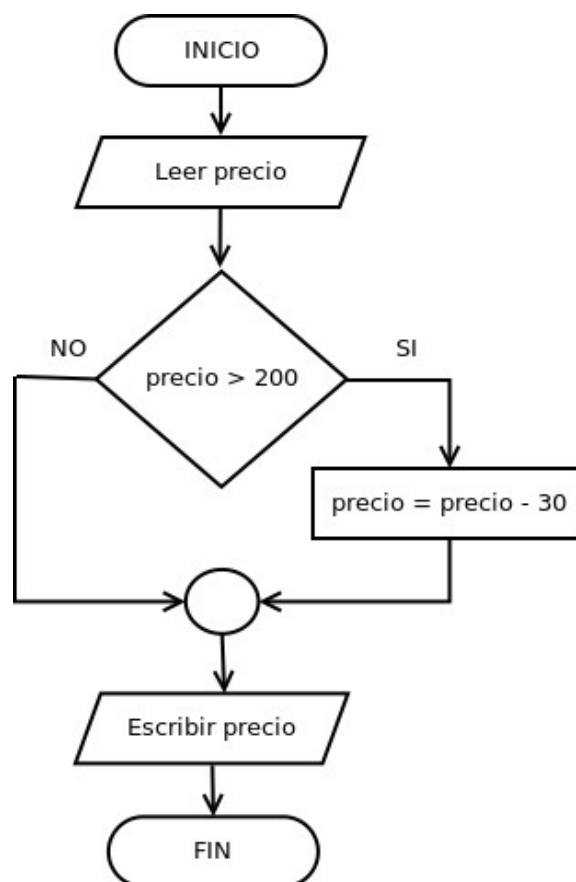 INICIO
Leer precio
NO
SI
precio > 200
precio = precio - 30
Escribir precio
FIN